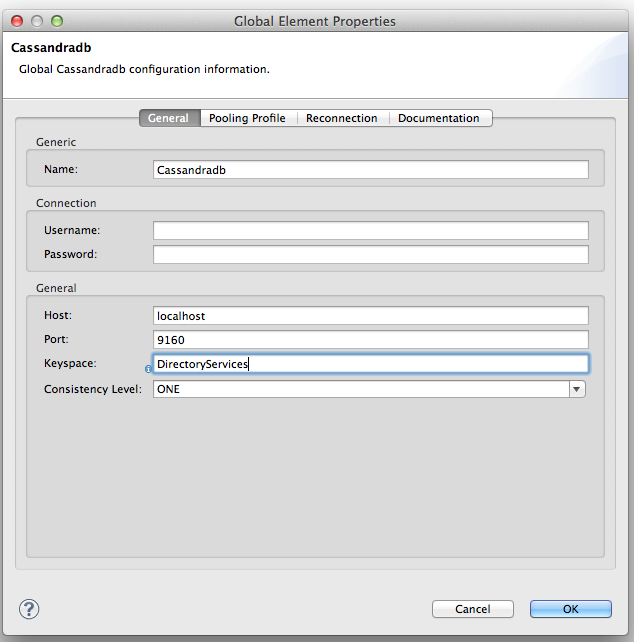 Global Element Properties
Cassandradb
Global Cassandradb configuration information.
General Pooling Profile Reconnection Documentation
Generic
Name: Cassandradb
Connection
Username:
Password:
General
Host: localhost
Port: 9160
Keyspace: DirectoryServices
Consistency Level: ONE
? Cancel OK